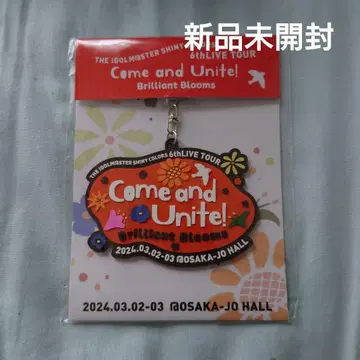 新品未開封
THE IDOLM@STER SHINY COLORS 6thLIVE TOUR
Come and Unite!
Brilliant Blooms
THE IDOLM@STER SHINY COLORS 6thLIVE TOUR
Come and
Unite!
Brilliant Blooms
2024.03.02-03 @OSAKA-JO HALL
2024.03.02-03 @OSAKA-JO HALL